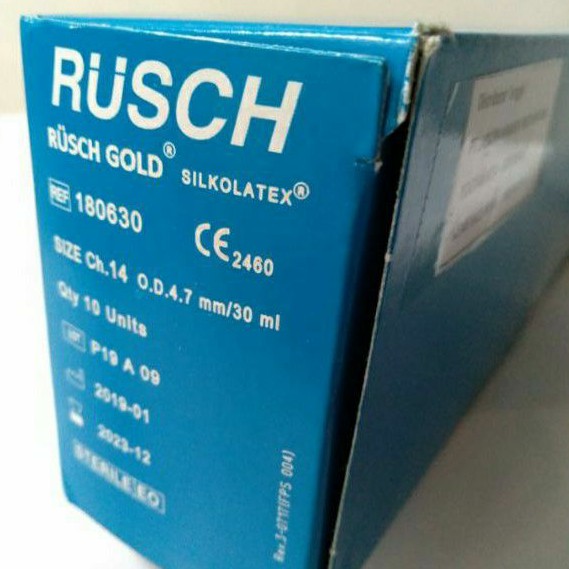 RÜSCH
RÜSCH GOLD® SILKOLATEX®
REF 180630
CE 2460
SIZE Ch.14 O.D.4.7 mm/30 ml
Qty 10 Units
LOT P19 A 09
2019-01
2023-12
STERILE EO